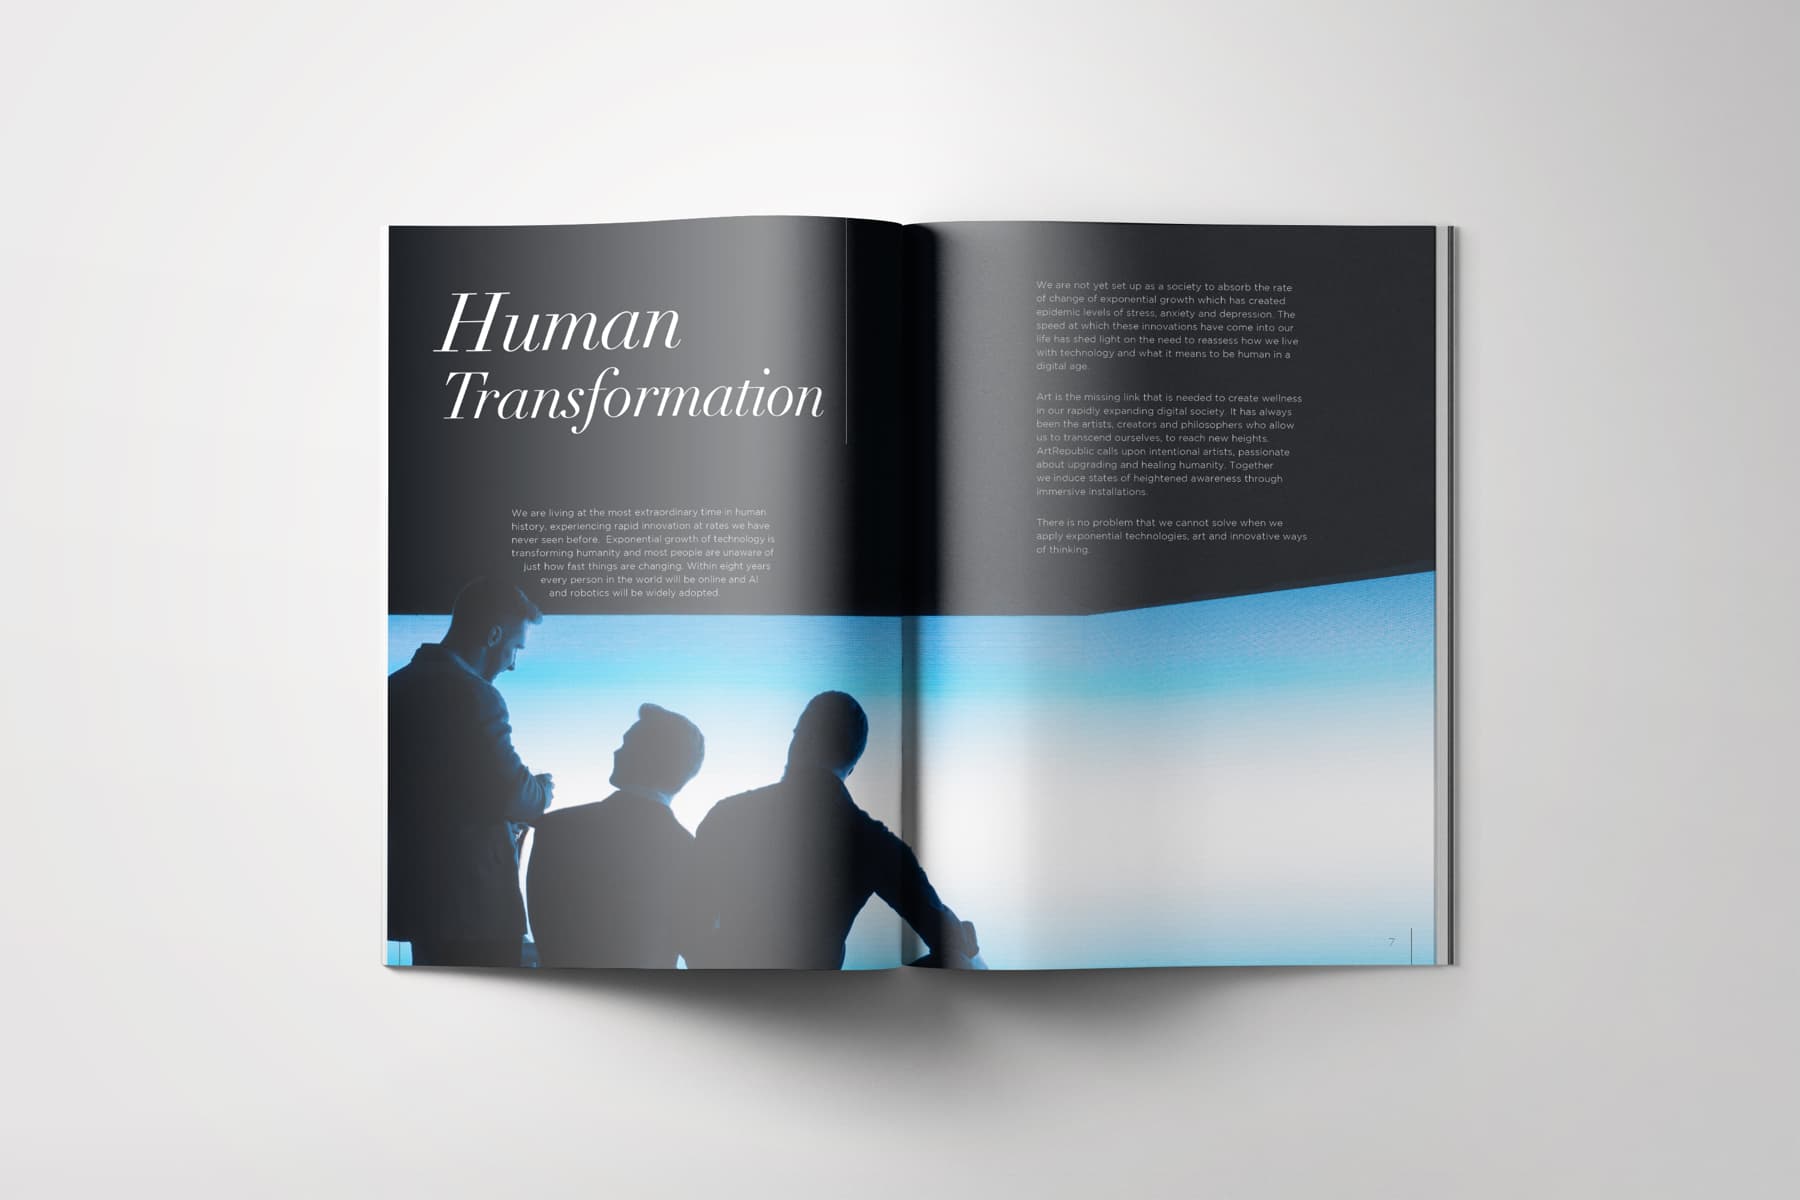 Human
Transformation
We are living at the most extraordinary time in human
history, experiencing rapid innovation at rates we have
never seen before. Exponential growth of technology is
transforming humanity and most people are unaware of
just how fast things are changing. Within eight years
every person in the world will be online and AI
and robotics will be widely adopted.
We are not yet set up as a society to absorb the rate
of change of exponential growth which has created
epidemic levels of stress, anxiety and depression. The
speed at which these innovations have come into our
life has shed light on the need to reassess how we live
with technology and what it means to be human in a
digital age.
Art is the missing link that is needed to create wellness
in our rapidly expanding digital society. It has always
been the artists, creators and philosophers who allow
us to transcend ourselves, to reach new heights.
ArtRepublic calls upon intentional artists, passionate
about upgrading and healing humanity. Together
we induce states of heightened awareness through
immersive installations.
There is no problem that we cannot solve when we
apply exponential technologies, art and innovative ways
of thinking.
7